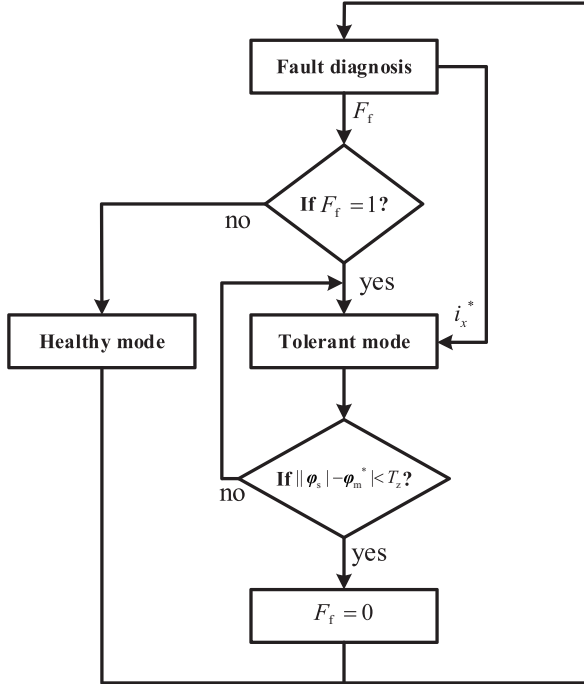 Fault diagnosis
F_f
If F_f = 1?
no
yes
i_x^*
Healthy mode
Tolerant mode
If ||φ_s| − φ_m^*| < T_z?
no
yes
F_f = 0